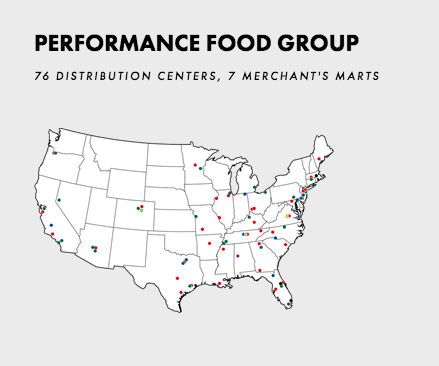 PERFORMANCE FOOD GROUP
76 DISTRIBUTION CENTERS, 7 MERCHANT'S MARTS